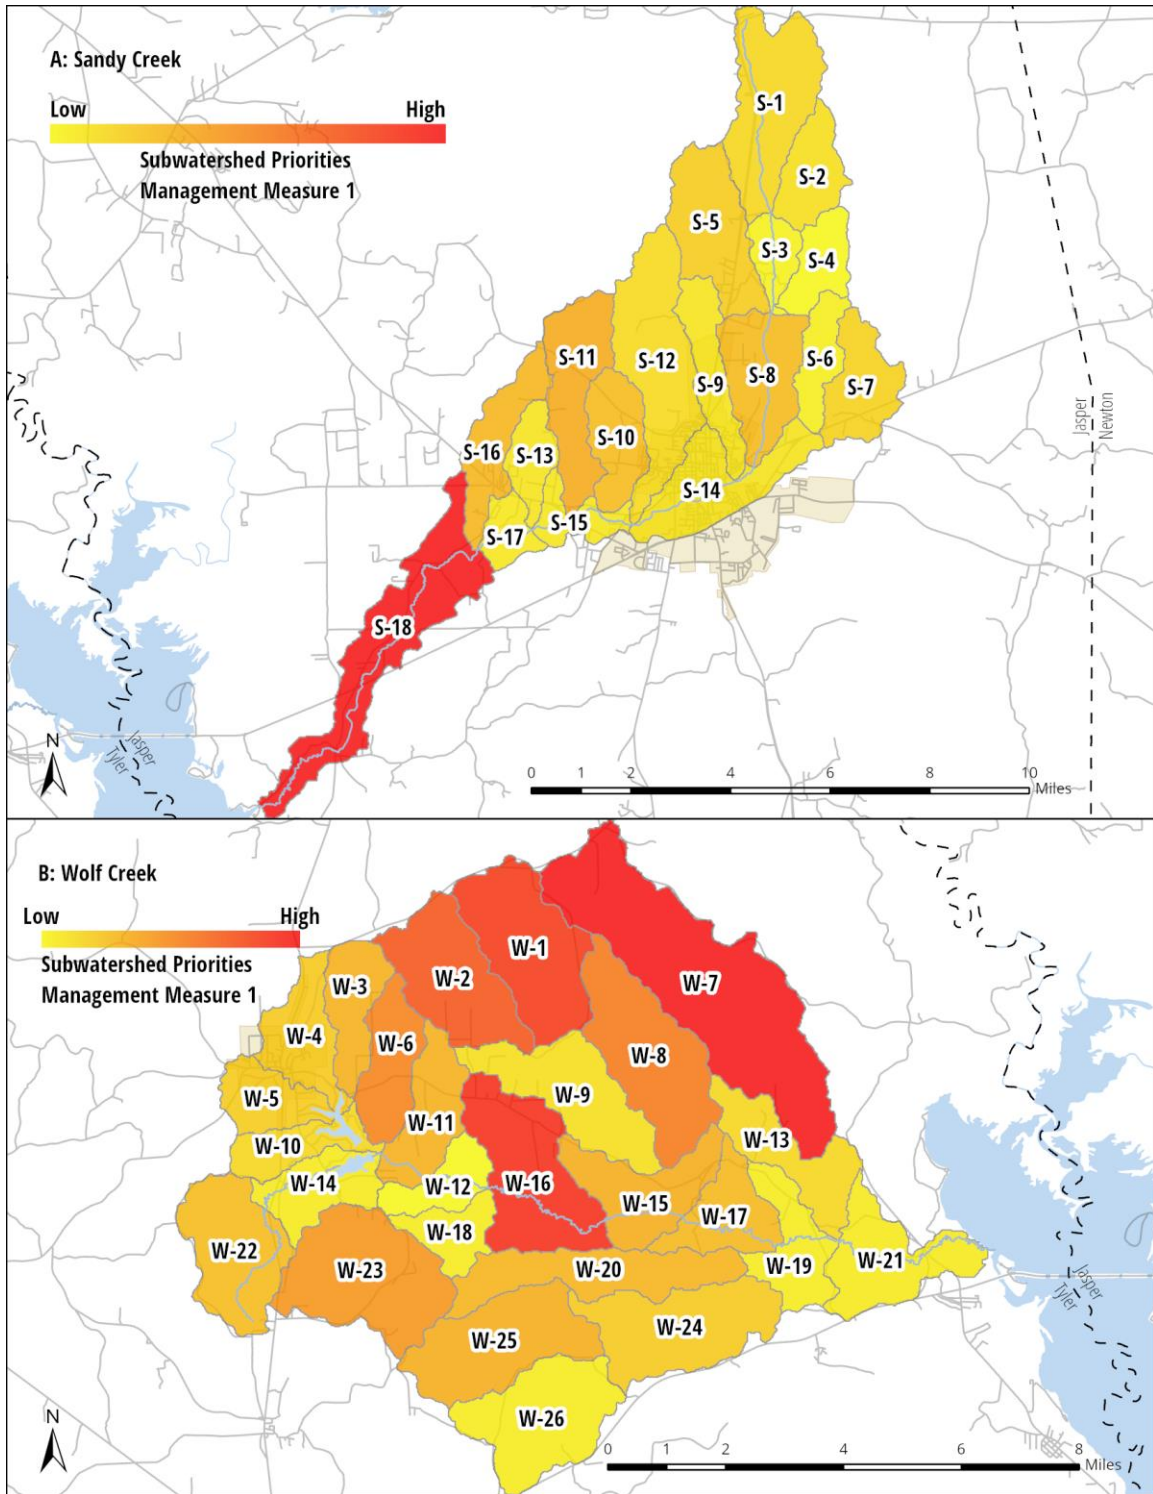 A: Sandy Creek
Low High
Subwatershed Priorities
Management Measure 1
S-1
S-2
S-5
S-3
S-4
S-11
S-12
S-6
S-8
S-9
S-7
S-10
S-16
S-13
S-14
S-15
S-17
S-18
Jasper
Newton
Jasper
Tyler
N
0 1 2 4 6 8 10
Miles
B: Wolf Creek
Low High
Subwatershed Priorities
Management Measure 1
W-1
W-2
W-7
W-3
W-4
W-6
W-8
W-9
W-5
W-11
W-10
W-13
W-14
W-12
W-16
W-15
W-17
W-18
W-22
W-23
W-20
W-19
W-21
W-24
W-25
W-26
Jasper
Tyler
N
0 1 2 4 6 8
Miles